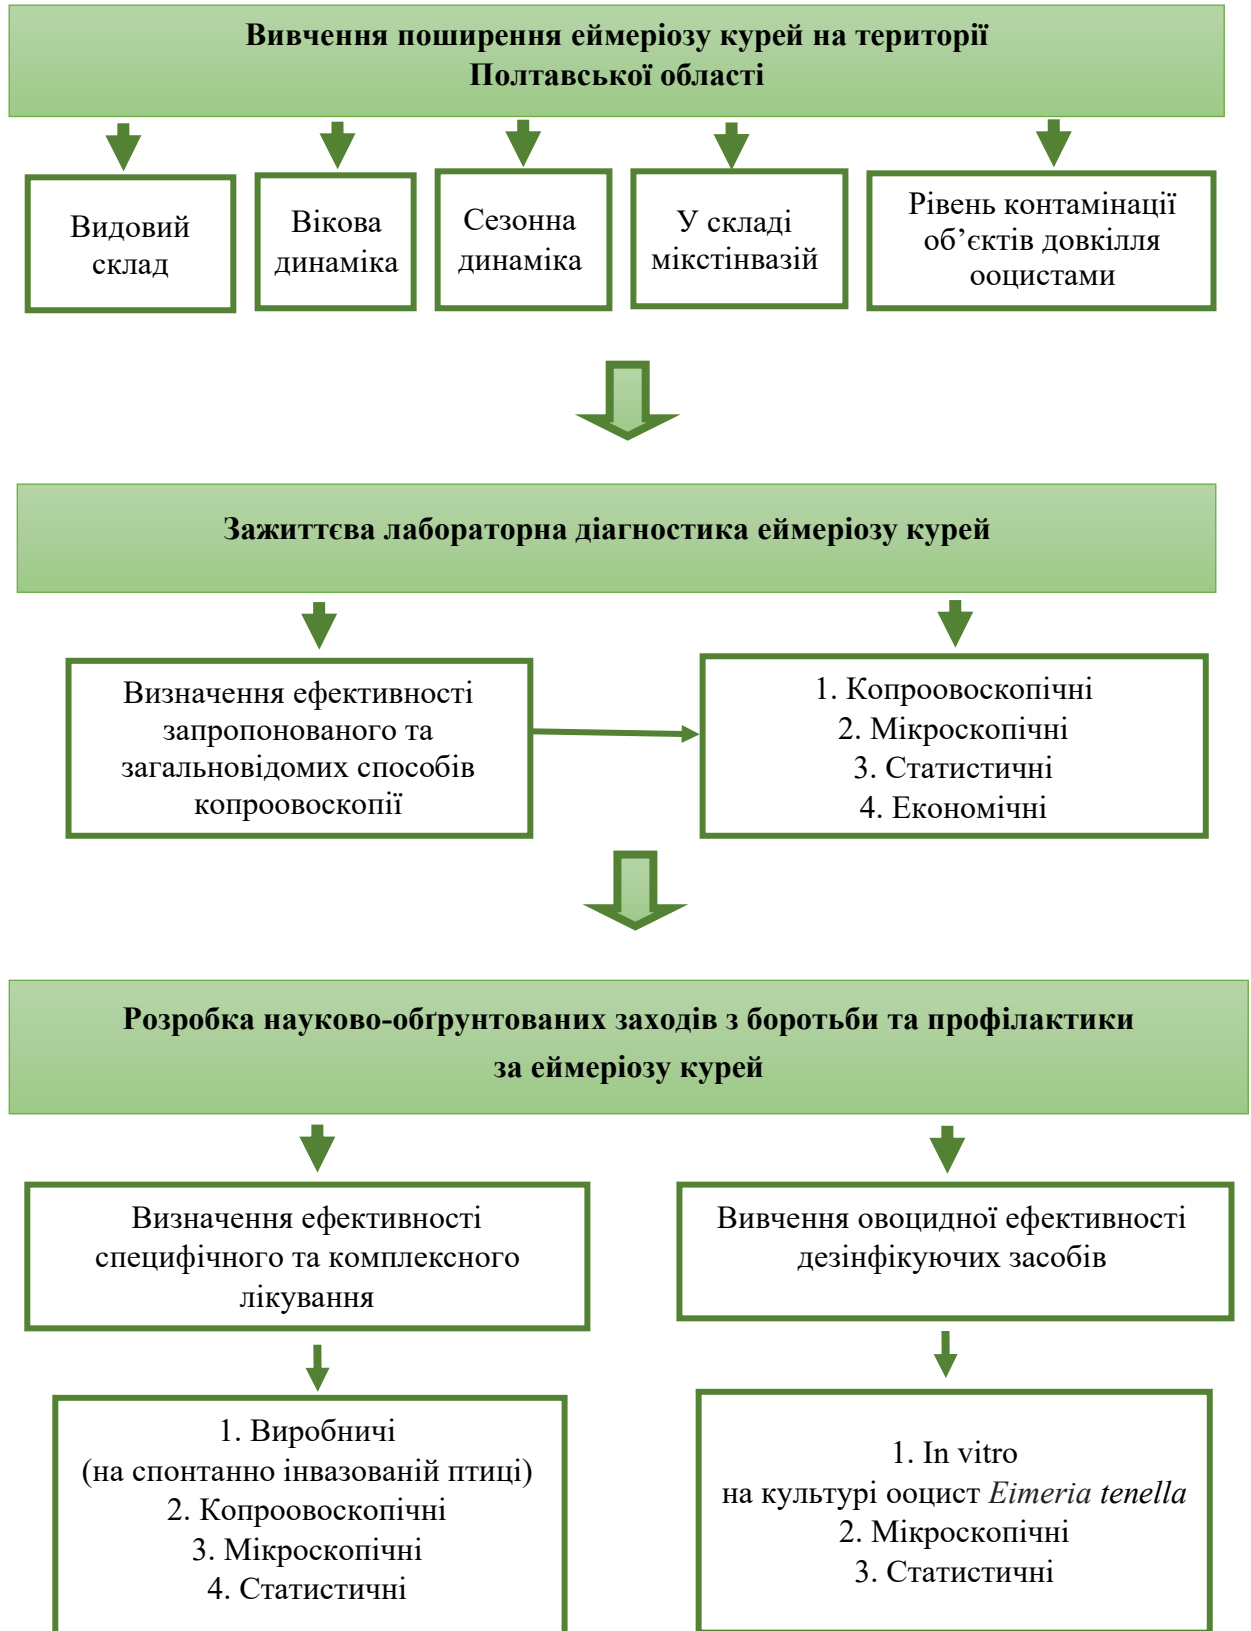 Вивчення поширення еймеріозу курей на території
Полтавської області
Видовий
склад
Вікова
динаміка
Сезонна
динаміка
У складі
мікстінвазій
Рівень контамінації
об’єктів довкілля
ооцистами
Зажиттєва лабораторна діагностика еймеріозу курей
Визначення ефективності
запропонованого та
загальновідомих способів
копроовоскопії
1. Копроовоскопічні
2. Мікроскопічні
3. Статистичні
4. Економічні
Розробка науково-обґрунтованих заходів з боротьби та профілактики
за еймеріозу курей
Визначення ефективності
специфічного та комплексного
лікування
Вивчення овоцидної ефективності
дезінфікуючих засобів
1. Виробничі
(на спонтанно інвазованій птиці)
2. Копроовоскопічні
3. Мікроскопічні
4. Статистичні
1. In vitro
на культурі ооцист Eimeria tenella
2. Мікроскопічні
3. Статистичні